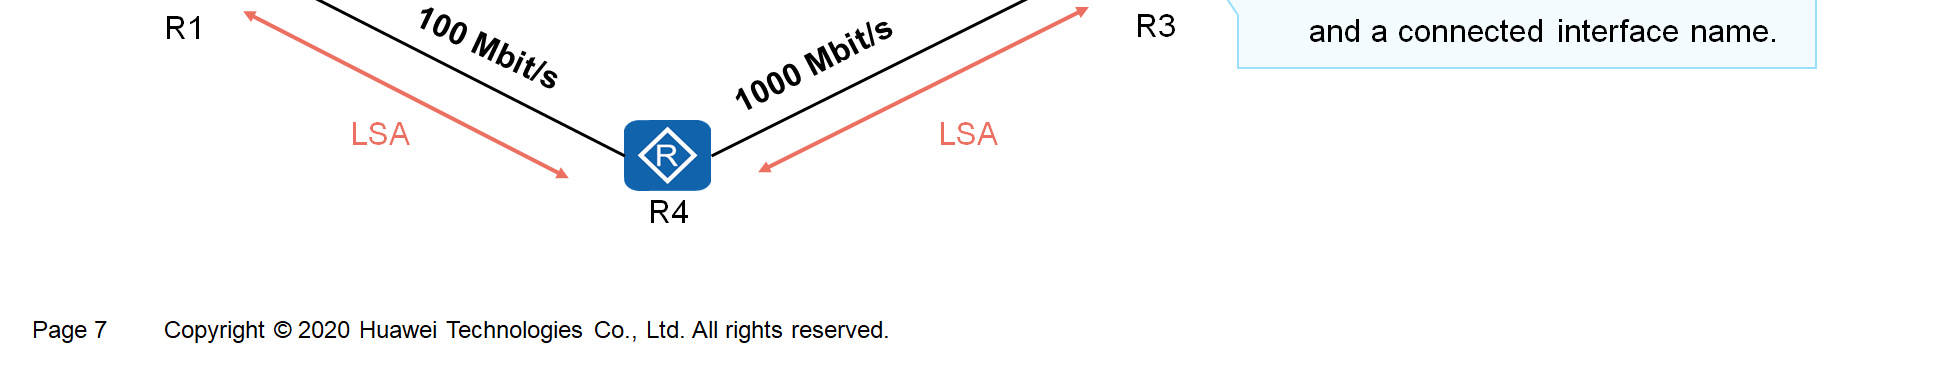 R1
100 Mbit/s
1000 Mbit/s
R3
and a connected interface name.
LSA
LSA
R
R4
Page 7
Copyright © 2020 Huawei Technologies Co., Ltd. All rights reserved.